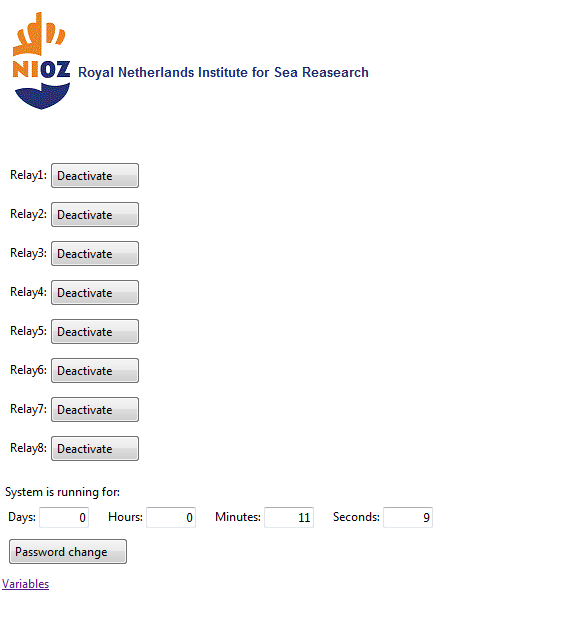 NIOZ
Royal Netherlands Institute for Sea Reasearch
Relay1: Deactivate
Relay2: Deactivate
Relay3: Deactivate
Relay4: Deactivate
Relay5: Deactivate
Relay6: Deactivate
Relay7: Deactivate
Relay8: Deactivate
System is running for:
Days: 0 Hours: 0 Minutes: 11 Seconds: 9
Password change
Variables